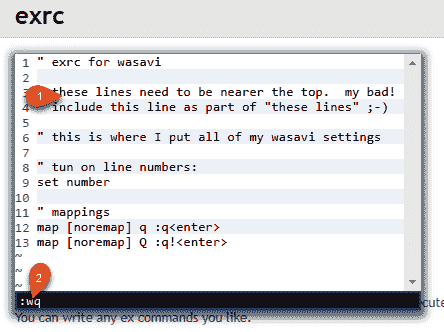 exrc
1 " exrc for wasavi
2
3 these lines need to be nearer the top.  my bad!
1
4 include this line as part of "these lines" ;-)
5
6 " this is where I put all of my wasavi settings
7
8 " tun on line numbers:
9 set number
10
11 " mappings
12 map [noremap] q :q<enter>
13 map [noremap] Q :q!<enter>
~
~
~
2
:wq
You can write any ex commands you like.